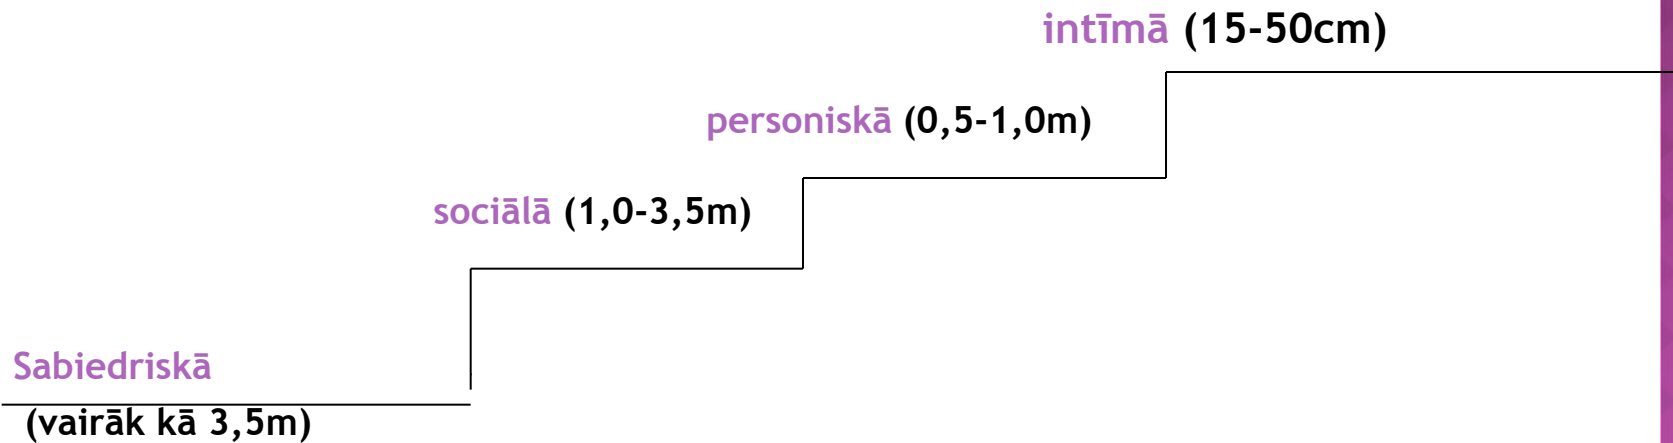 intīmā (15-50cm)
personiskā (0,5-1,0m)
sociālā (1,0-3,5m)
Sabiedriskā
(vairāk kā 3,5m)